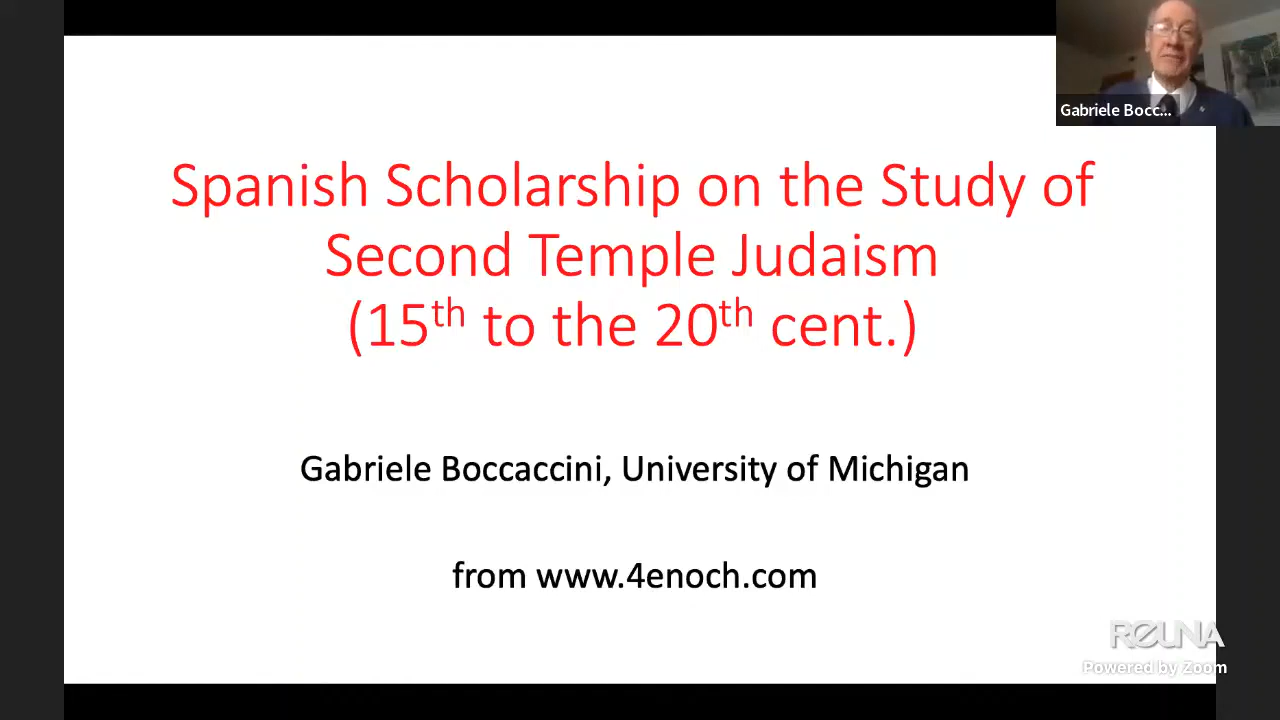 Gabriele Bocc...
Spanish Scholarship on the Study of
Second Temple Judaism
(15th to the 20th cent.)
Gabriele Boccaccini, University of Michigan
from www.4enoch.com
REUNA
Powered by Zoom